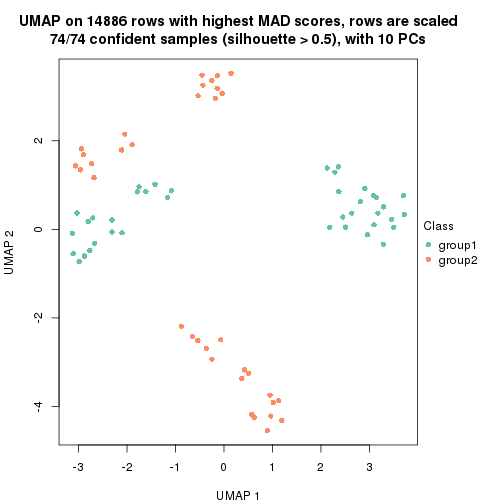 UMAP on 14886 rows with highest MAD scores, rows are scaled
74/74 confident samples (silhouette > 0.5), with 10 PCs
2
0
-2
-4
UMAP 2
-3 -2 -1 0 1 2 3
UMAP 1
Class
group1
group2